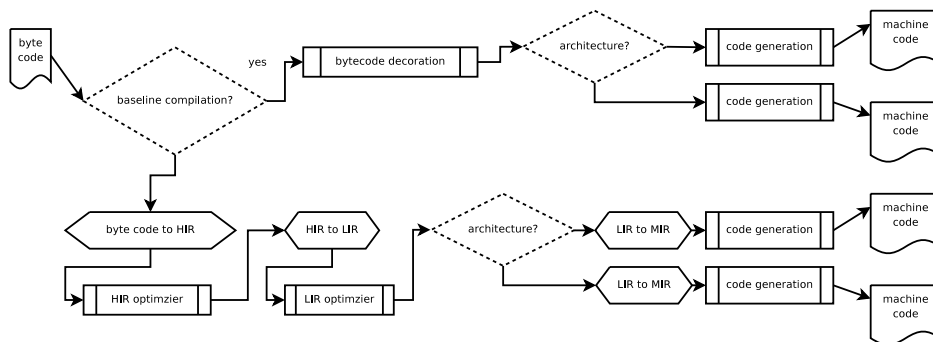 byte
code
yes
baseline compilation?
bytecode decoration
architecture?
code generation
machine
code
code generation
machine
code
byte code to HIR
HIR to LIR
architecture?
LIR to MIR
code generation
machine
code
HIR optimzier
LIR optimzier
LIR to MIR
code generation
machine
code